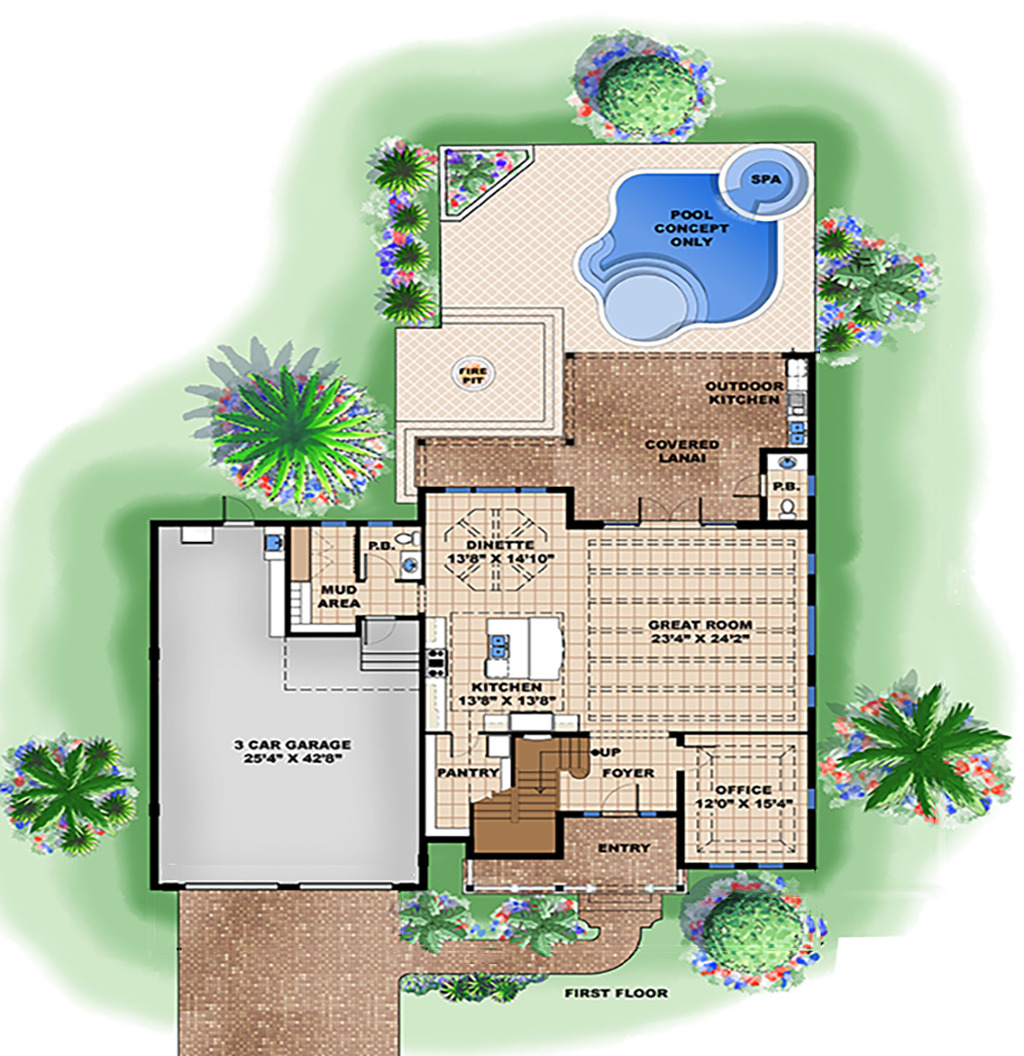 SPA
POOL
CONCEPT
ONLY
FIRE
PIT
OUTDOOR
KITCHEN
COVERED
LANAI
P.B.
P.B.
DINETTE
13'8" X 14'10"
MUD
AREA
GREAT ROOM
23'4" X 24'2"
KITCHEN
13'8" X 13'8"
3 CAR GARAGE
25'4" X 42'8"
UP
PANTRY
FOYER
OFFICE
12'0" X 15'4"
ENTRY
FIRST FLOOR